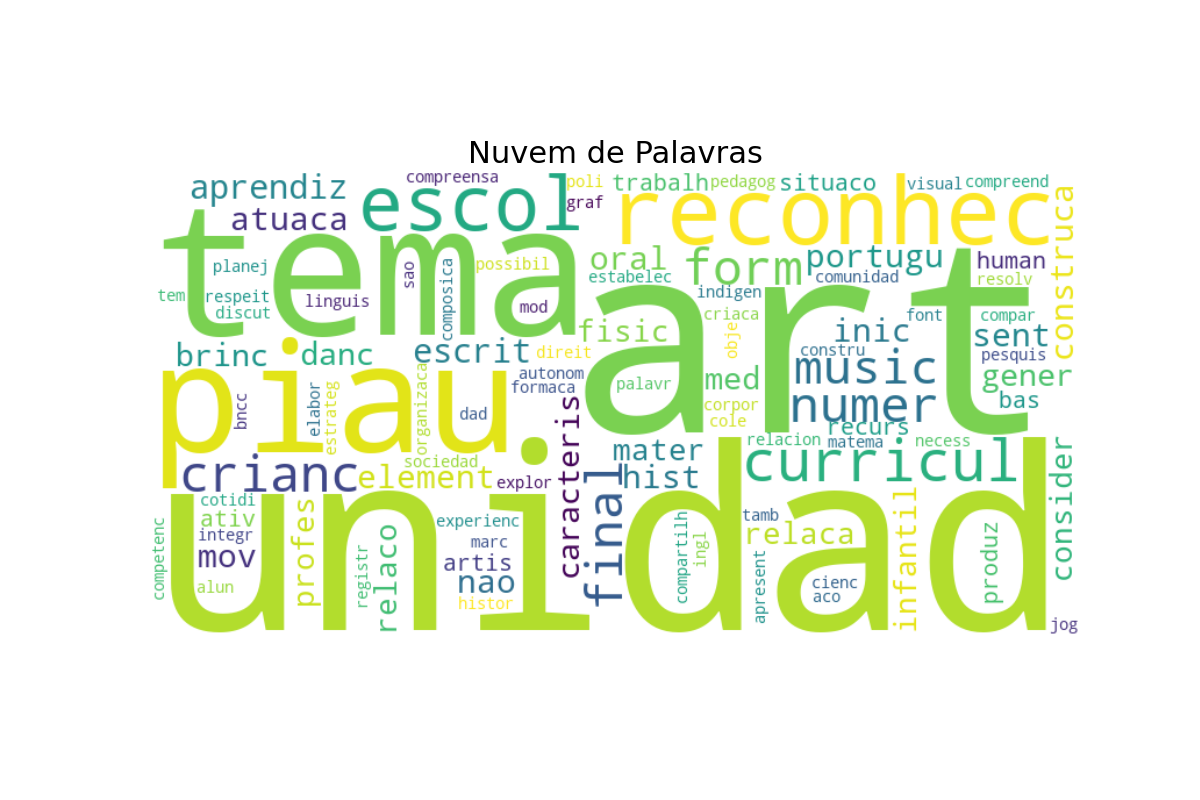 Nuvem de Palavras
aprendiz
compreensa
escol
poli
graf
trabalh
pedagog
situaco
visual
compreend
atuaca
reconhec
construca
tema
art
planej
sao
composica
possibil
oral
estabelec
form
portugu
human
comunidad
resolv
tem
respeit
discut
linguis
mod
indigen
criaca
obje
font
compar
fisic
inic
sent
brinc
danc
escrit
direit
constru
pesquis
music
gener
piau
autonom
formaca
palavr
med
numer
bas
bncc
elabor
estrateg
organizaca
dad
caracteris
corpor
cole
recurs
relacion
matema
necess
crianc
element
sociedad
explor
mater
hist
final
curricul
consider
unidad
cotidi
ativ
integr
mov
competenc
alun
profes
registr
relaco
experienc
marc
artis
nao
histor
compartilh
ingl
tamb
relaca
apresent
cienc
aco
infantil
produz
jog